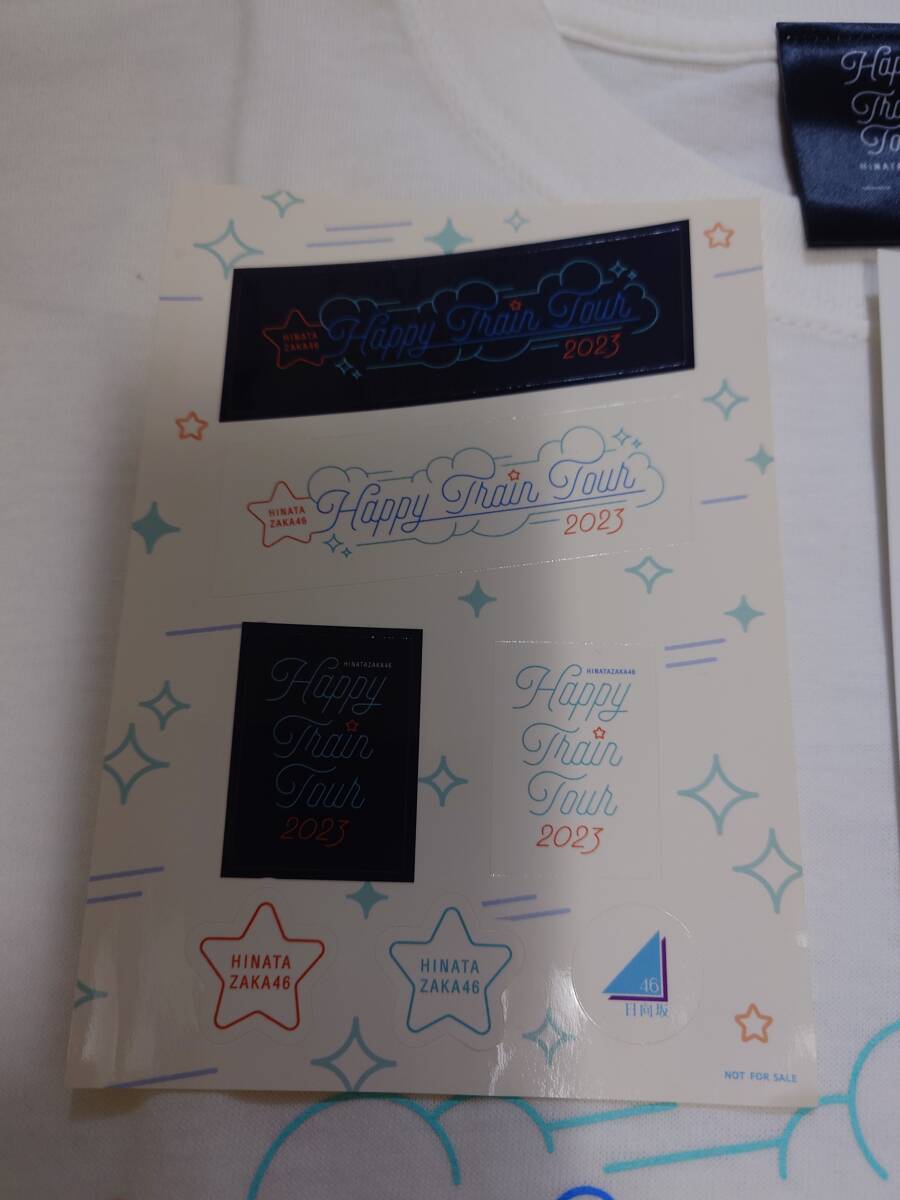 HINATA
ZAKA46
Happy Train Tour
2023
HINATA
ZAKA46
Happy Train Tour
2023
HINATAZAKA46
Happy
Train
Tour
2023
HINATAZAKA46
Happy
Train
Tour
2023
HINATA
ZAKA46
HINATA
ZAKA46
46
日向坂
NOT FOR SALE